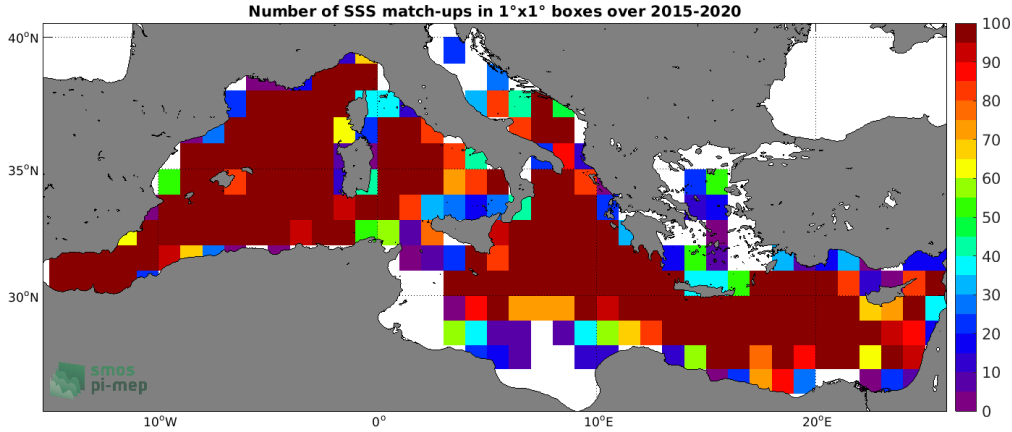 Number of SSS match-ups in 1°x1° boxes over 2015-2020
40°N
35°N
30°N
10°W
0°
10°E
20°E
100
90
80
70
60
50
40
30
20
10
0
smos
pi-mep